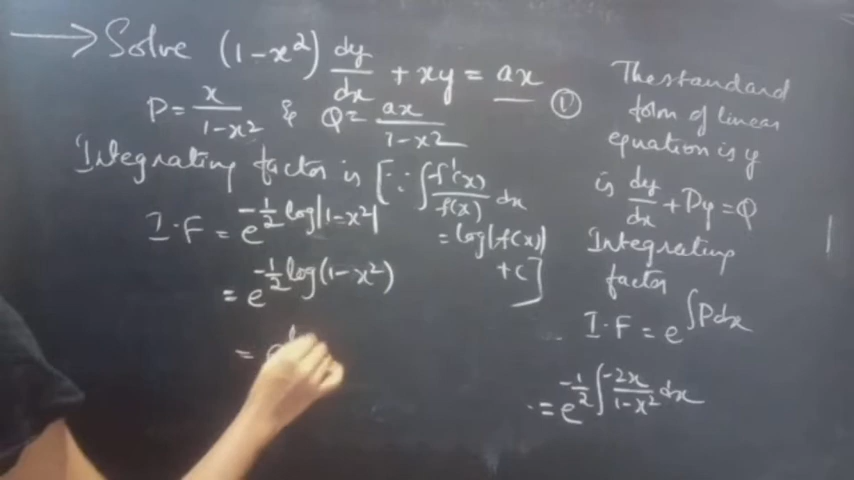 → Solve (1-x²) dy/dx + xy = ax ①
P = x/1-x² & Q = ax/1-x²
Integrating factor is [∵ ∫ f'(x)/f(x) dx
I.F = e^{-1/2 log|1-x²|} = log|f(x)|
= e^{-1/2 log(1-x²)} +c]
= e
The standard
form of linear
equation is y
is dy/dx + Py = Q
Integrating
factor
I.F = e^{∫Pdx}
= e^{-1/2 ∫ -2x/1-x² dx}